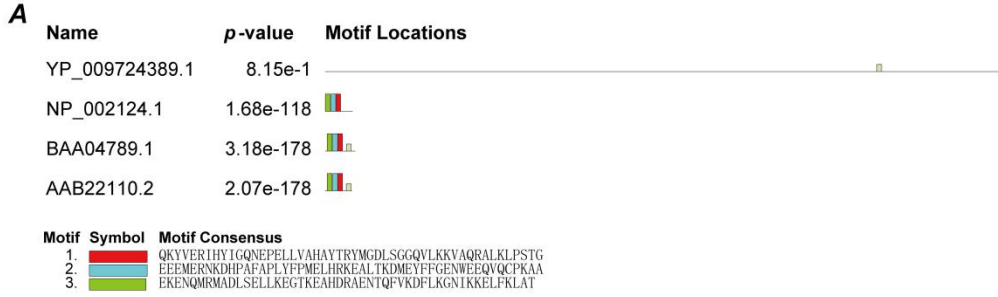 A
Name p-value Motif Locations
YP_009724389.1 8.15e-1
NP_002124.1 1.68e-118
BAA04789.1 3.18e-178
AAB22110.2 2.07e-178
Motif Symbol Motif Consensus
1. QKYVERIHYIGQNEPELLVAHAYTRYMGDLSGGQVLKKVAQRALKLPSTG
2. EEEMERNKDHPAFAPLYFPMELHRKEALTKDMEYFFGENWEEQVQCPKAA
3. EKENQMRMADLSELLKEGTKEAHDRAENTQFVKDFLKGNIKKELFKLAT